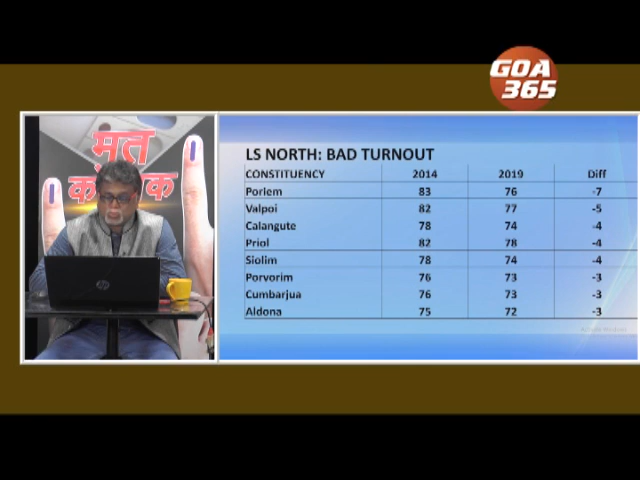 GOA
365
मत
LS NORTH: BAD TURNOUT
CONSTITUENCY 2014 2019 Diff
Poriem 83 76 -7
Valpoi 82 77 -5
Calangute 78 74 -4
Priol 82 78 -4
Siolim 78 74 -4
Porvorim 76 73 -3
Cumbarjua 76 73 -3
Aldona 75 72 -3
hp